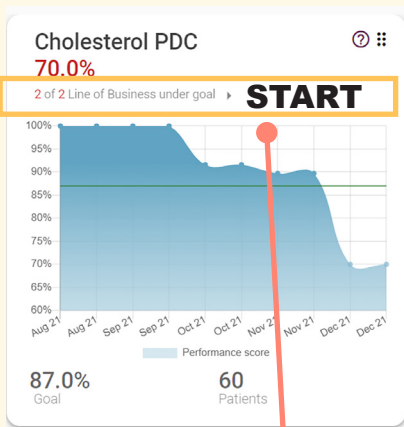 Cholesterol PDC
70.0%
2 of 2 Line of Business under goal
START
100%
95%
90%
85%
80%
75%
70%
65%
60%
Aug 21 Aug 21 Sep 21 Sep 21 Oct 21 Oct 21 Nov 21 Nov 21 Dec 21 Dec 21
Performance score
87.0% 60
Goal Patients